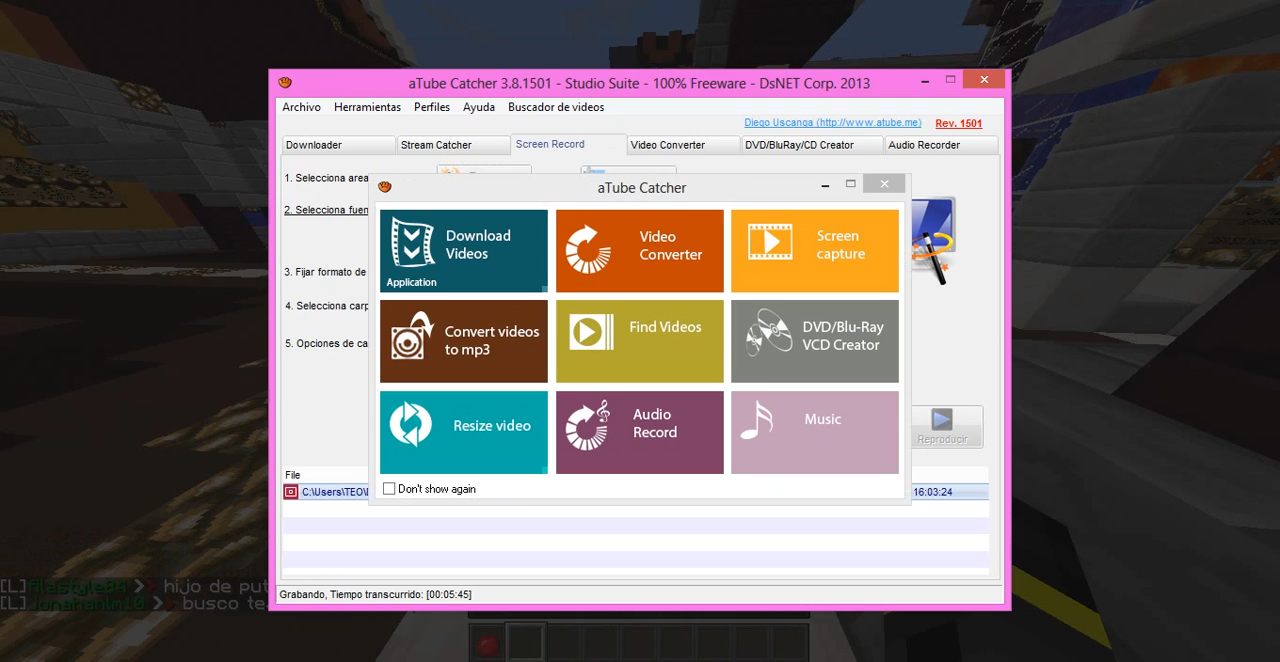 aTube Catcher 3.8.1501 - Studio Suite - 100% Freeware - DsNET Corp. 2013
Archivo Herramientas Perfiles Ayuda Buscador de videos
Diego Uscanga (http://www.atube.me) Rev. 1501
Downloader Stream Catcher Screen Record Video Converter DVD/BluRay/CD Creator Audio Recorder
1. Selecciona area
aTube Catcher
2. Selecciona fuen
3. Fijar formato de
4. Selecciona carp
5. Opciones de ca
Download
Videos
Application
Video
Converter
Screen
capture
Convert videos
to mp3
Find Videos
DVD/Blu-Ray
VCD Creator
Resize video
Audio
Record
Music
Reproducir
Don't show again
File
C:\Users\TEO\ 16:03:24
[L]filastyle84 > hijo de put
[L]Jonahanlm10 > busco te
Grabando, Tiempo transcurrido: [00:05:45]